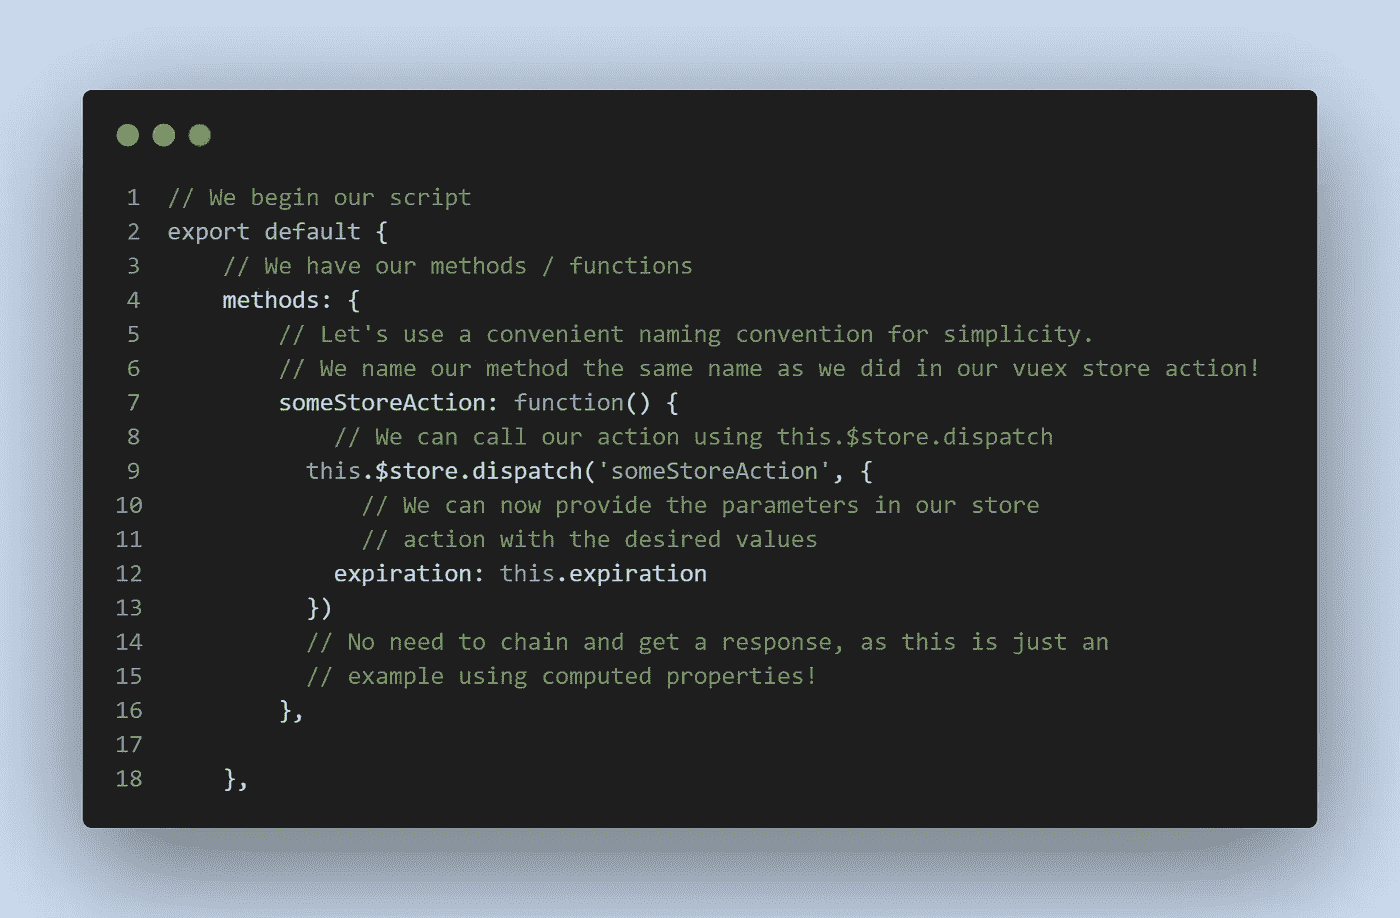 1 // We begin our script
2 export default {
3     // We have our methods / functions
4     methods: {
5         // Let's use a convenient naming convention for simplicity.
6         // We name our method the same name as we did in our vuex store action!
7         someStoreAction: function() {
8             // We can call our action using this.$store.dispatch
9           this.$store.dispatch('someStoreAction', {
10               // We can now provide the parameters in our store
11               // action with the desired values
12             expiration: this.expiration
13           })
14           // No need to chain and get a response, as this is just an
15           // example using computed properties!
16         },
17
18     },